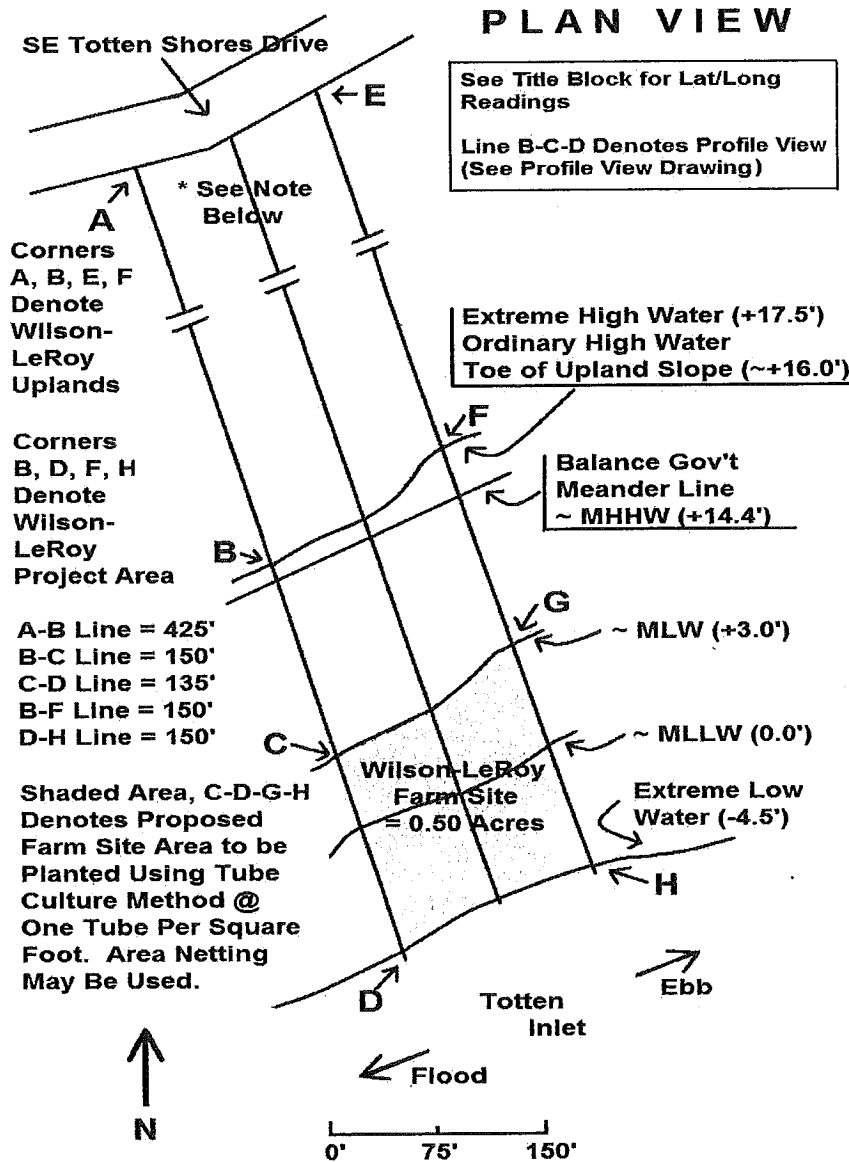 PLAN VIEW
SE Totten Shores Drive
See Title Block for Lat/Long
Readings
Line B-C-D Denotes Profile View
(See Profile View Drawing)
E
A
* See Note
Below
Corners
A, B, E, F
Denote
Wilson-
LeRoy
Uplands
Extreme High Water (+17.5')
Ordinary High Water
Toe of Upland Slope (~+16.0')
F
Corners
B, D, F, H
Denote
Wilson-
LeRoy
Project Area
Balance Gov't
Meander Line
~ MHHW (+14.4')
B
G
A-B Line = 425'
B-C Line = 150'
C-D Line = 135'
B-F Line = 150'
D-H Line = 150'
~ MLW (+3.0')
C
~ MLLW (0.0')
Wilson-LeRoy
Farm Site
= 0.50 Acres
Extreme Low
Water (-4.5')
Shaded Area, C-D-G-H
Denotes Proposed
Farm Site Area to be
Planted Using Tube
Culture Method @
One Tube Per Square
Foot. Area Netting
May Be Used.
H
D
Totten
Inlet
Ebb
Flood
N
0' 75' 150'